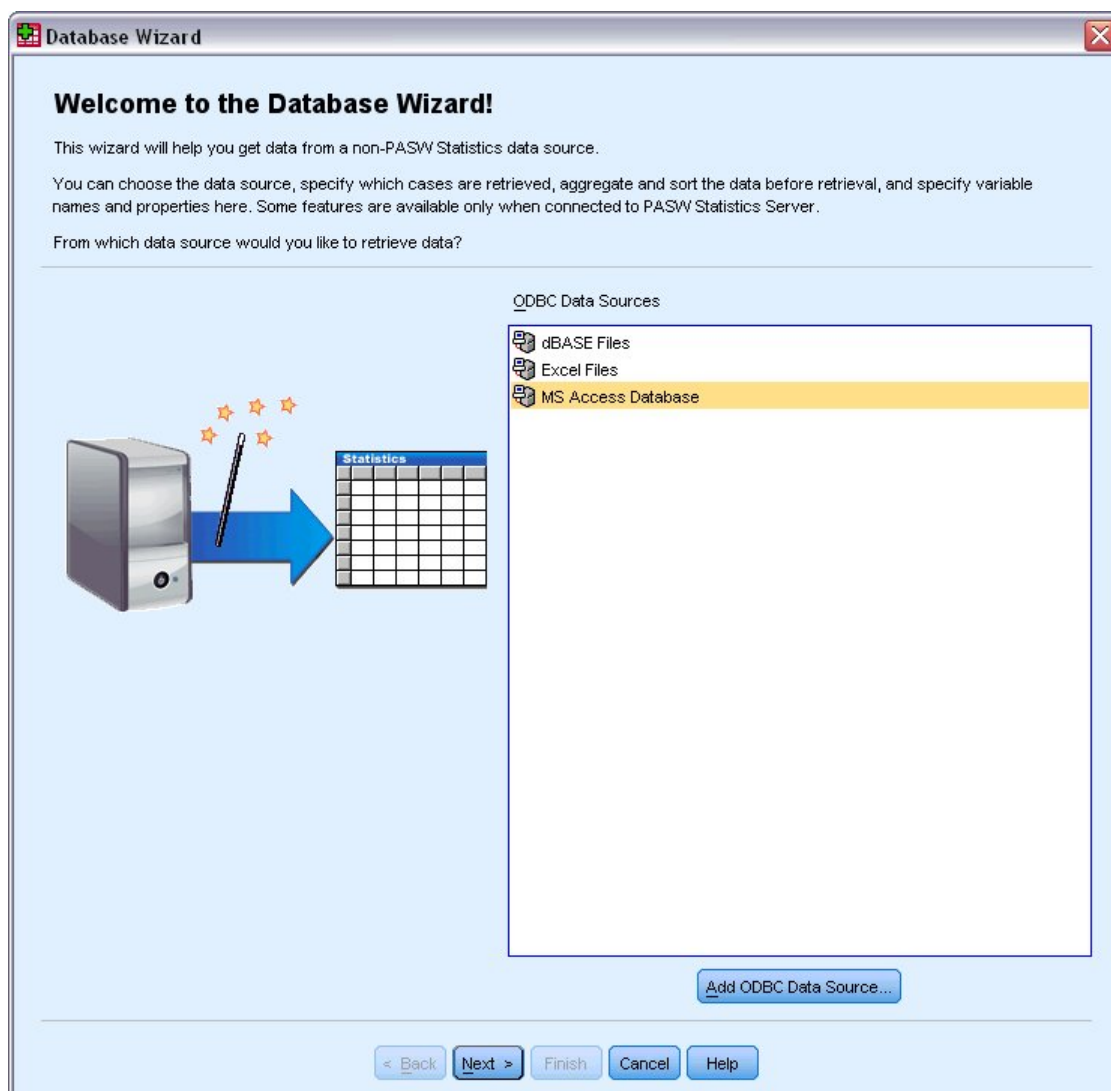 Database Wizard
Welcome to the Database Wizard!
This wizard will help you get data from a non-PASW Statistics data source.
You can choose the data source, specify which cases are retrieved, aggregate and sort the data before retrieval, and specify variable
names and properties here. Some features are available only when connected to PASW Statistics Server.
From which data source would you like to retrieve data?
ODBC Data Sources
dBASE Files
Excel Files
MS Access Database
Statistics
Add ODBC Data Source...
< Back
Next >
Finish
Cancel
Help